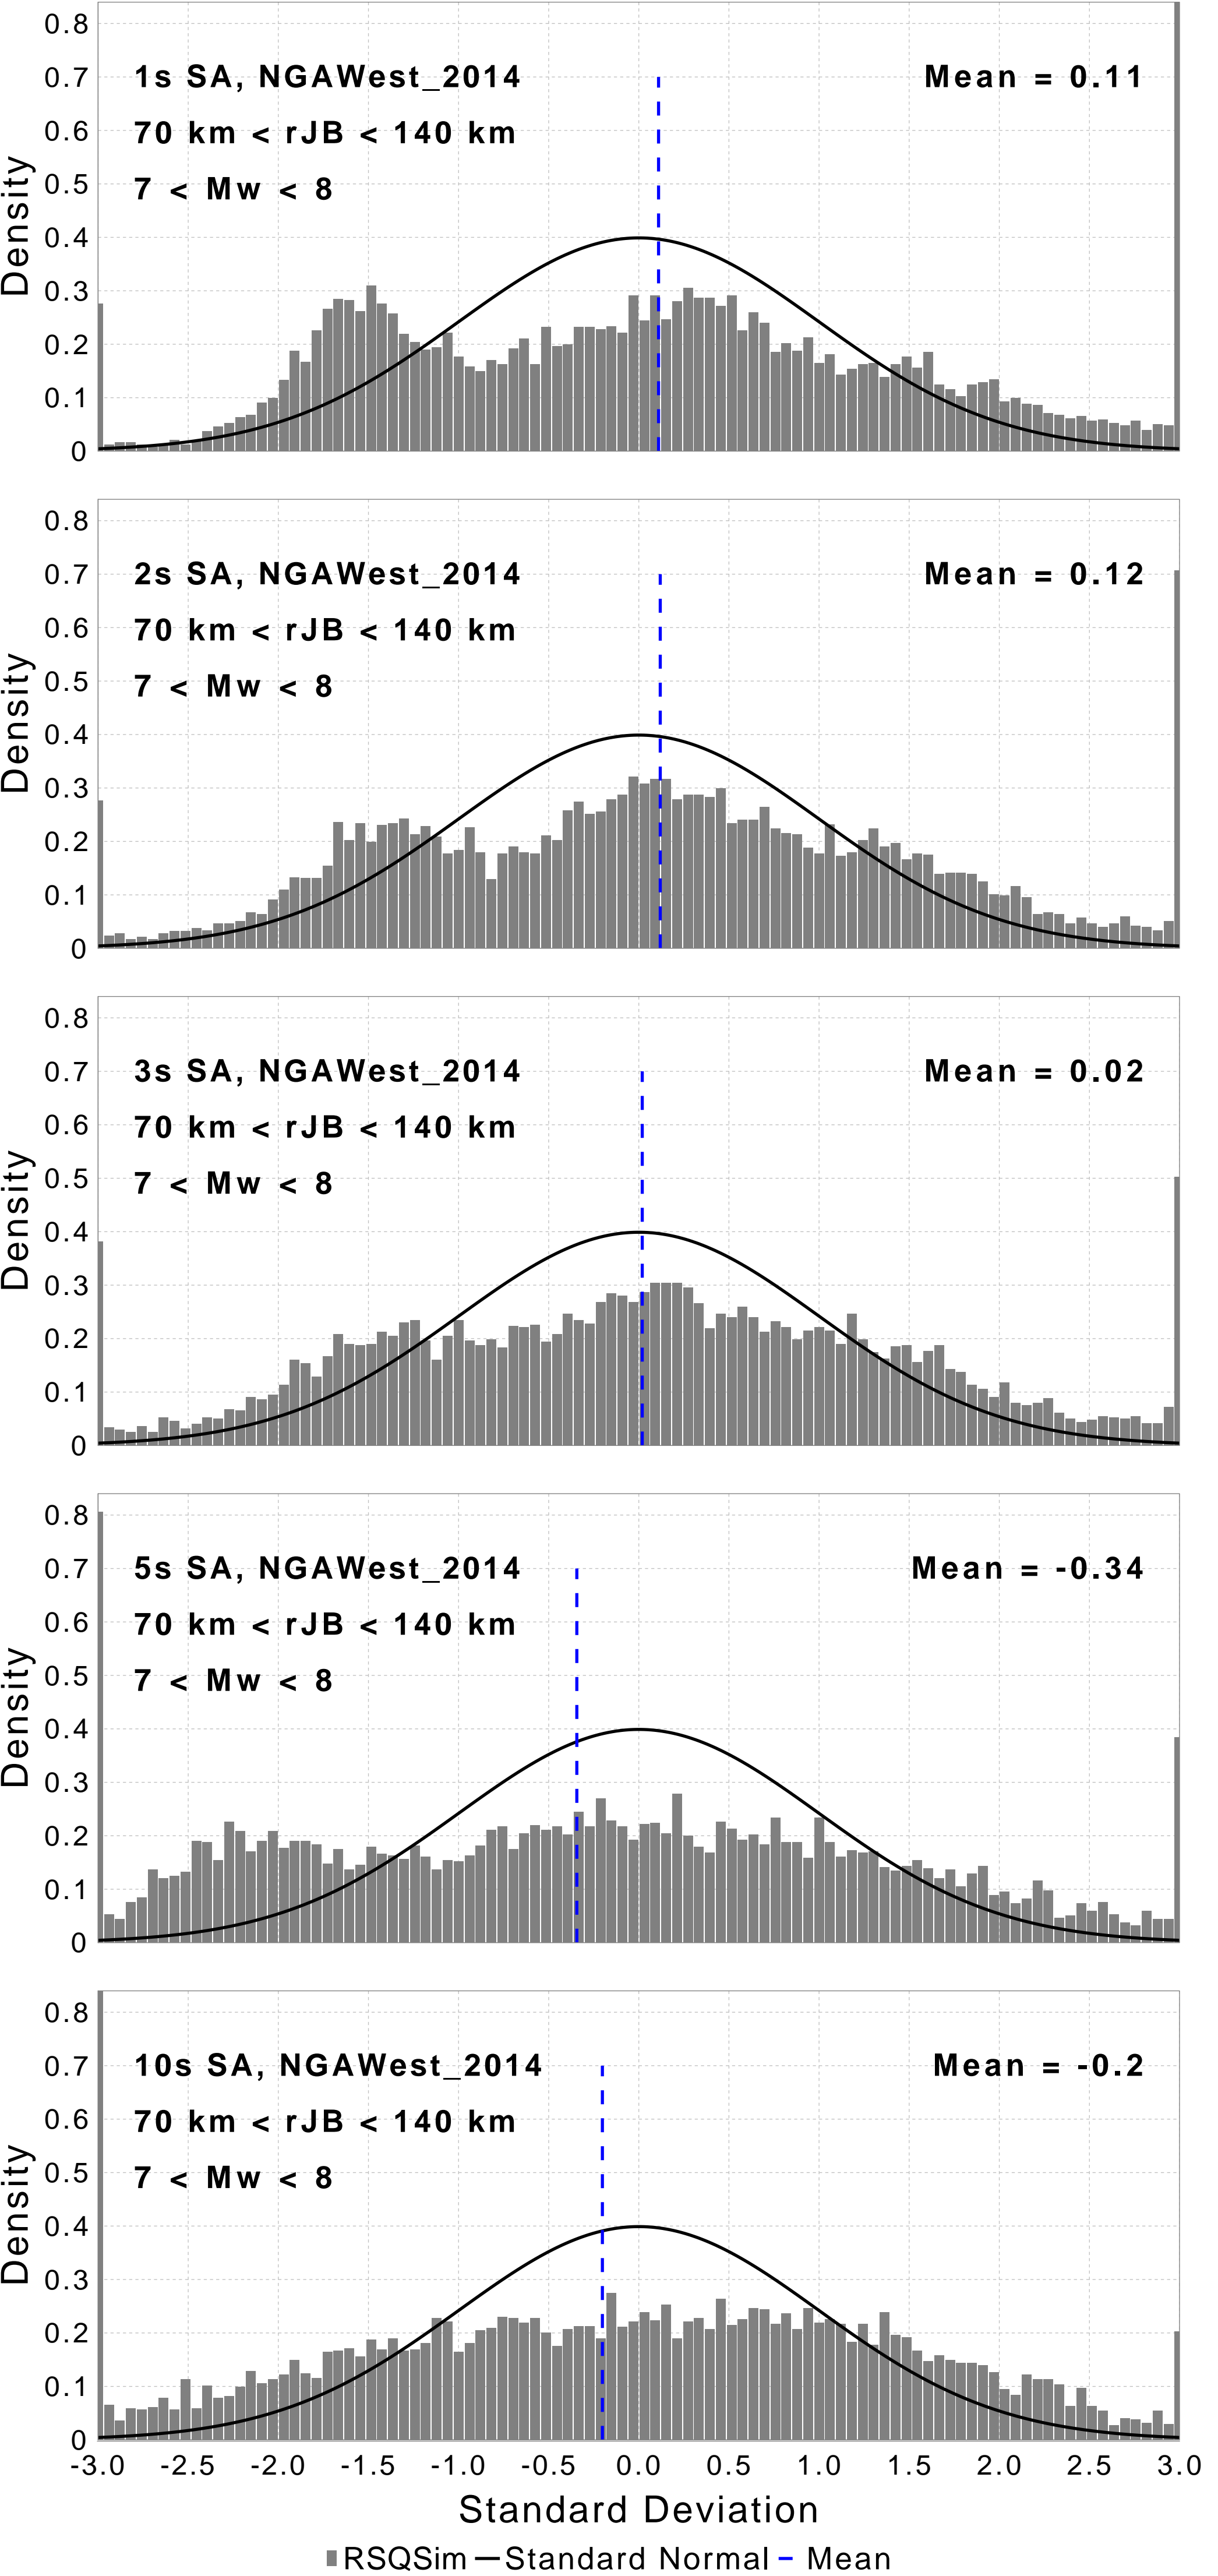 0.8
1s SA, NGAWest_2014 Mean = 0.11
0.7
70 km < rJB < 140 km
0.6
7 < Mw < 8
0.5
0.4
0.3
0.2
0.1
0
Density
0.8
2s SA, NGAWest_2014 Mean = 0.12
0.7
70 km < rJB < 140 km
0.6
7 < Mw < 8
0.5
0.4
0.3
0.2
0.1
0
Density
0.8
3s SA, NGAWest_2014 Mean = 0.02
0.7
70 km < rJB < 140 km
0.6
7 < Mw < 8
0.5
0.4
0.3
0.2
0.1
0
Density
0.8
5s SA, NGAWest_2014 Mean = -0.34
0.7
70 km < rJB < 140 km
0.6
7 < Mw < 8
0.5
0.4
0.3
0.2
0.1
0
Density
0.8
10s SA, NGAWest_2014 Mean = -0.2
0.7
70 km < rJB < 140 km
0.6
7 < Mw < 8
0.5
0.4
0.3
0.2
0.1
0
Density
-3.0 -2.5 -2.0 -1.5 -1.0 -0.5 0.0 0.5 1.0 1.5 2.0 2.5 3.0
Standard Deviation
RSQSim Standard Normal Mean